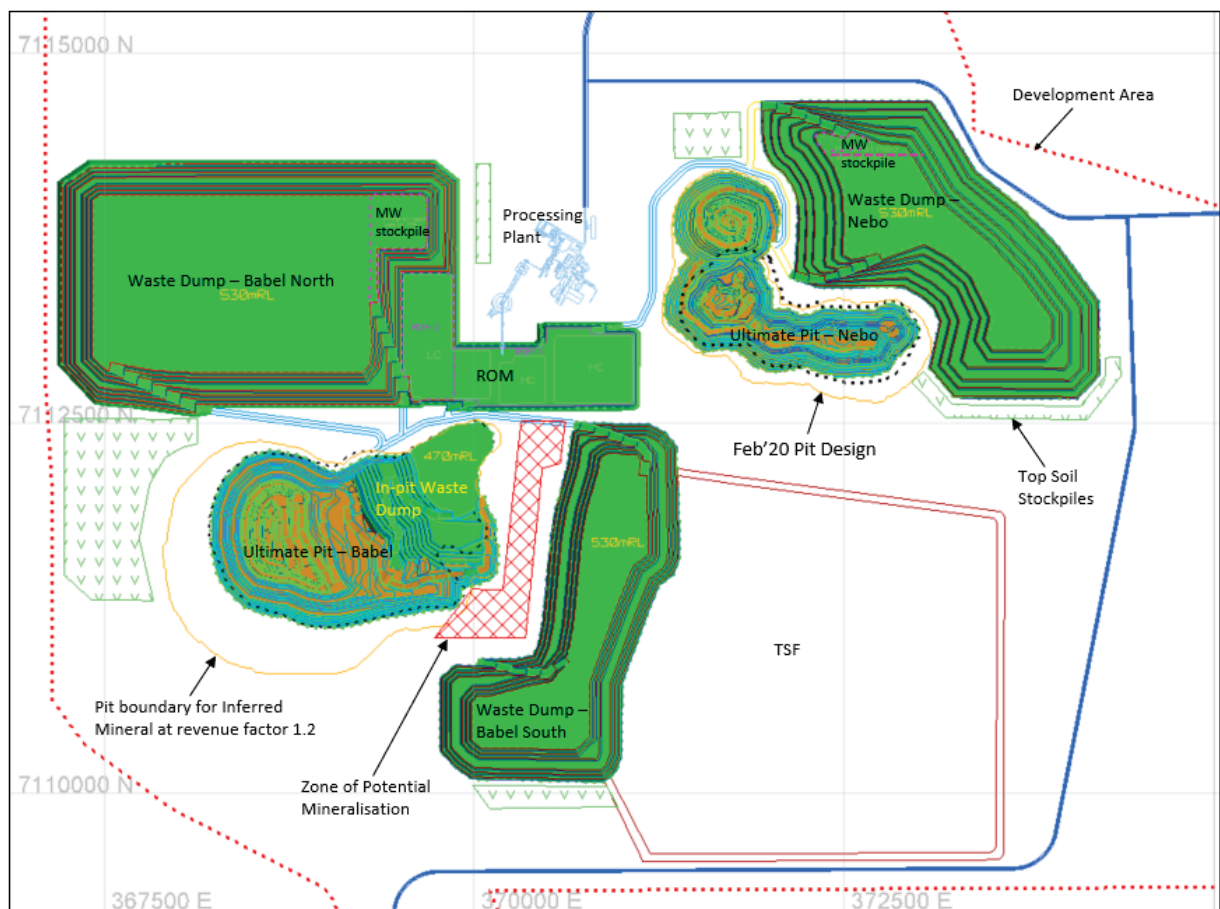 7115000 N
Development Area
MW
stockpile
Waste Dump –
Nebo
530mRL
MW
stockpile
Processing
Plant
Waste Dump – Babel North
530mRL
Ultimate Pit – Nebo
LC
ROM
HC
HC
7112500 N
Feb'20 Pit Design
Top Soil
Stockpiles
470mRL
In-pit Waste
Dump
530mRL
Ultimate Pit – Babel
TSF
Pit boundary for Inferred
Mineral at revenue factor 1.2
Waste Dump –
Babel South
Zone of Potential
Mineralisation
7110000 N
367500 E
370000 E
372500 E